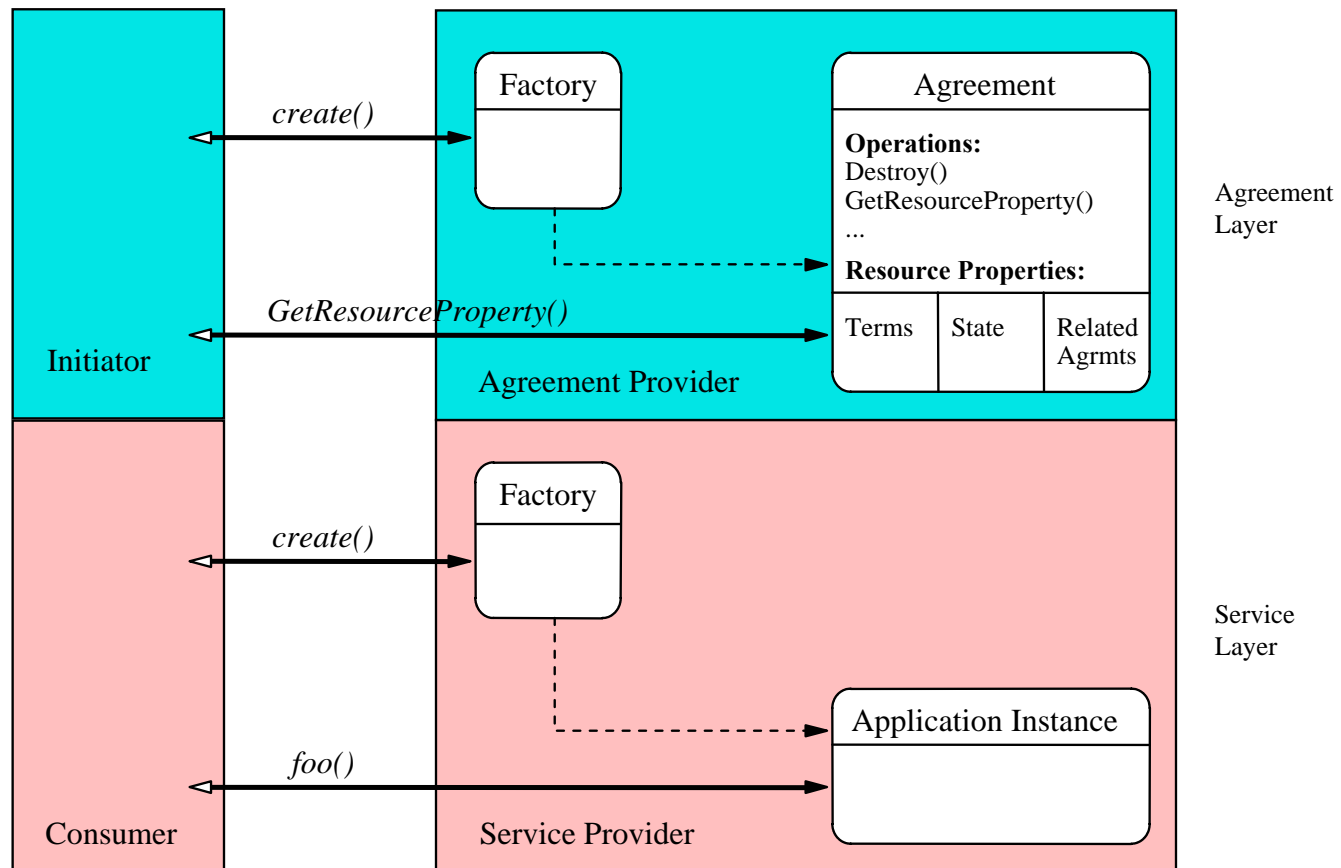 Factory
Agreement
create()
Operations:
Destroy()
GetResourceProperty()
...
Agreement
Layer
Resource Properties:
GetResourceProperty()
Terms
State
Related
Agrmts
Initiator
Agreement Provider
Factory
create()
Service
Layer
Application Instance
foo()
Consumer
Service Provider